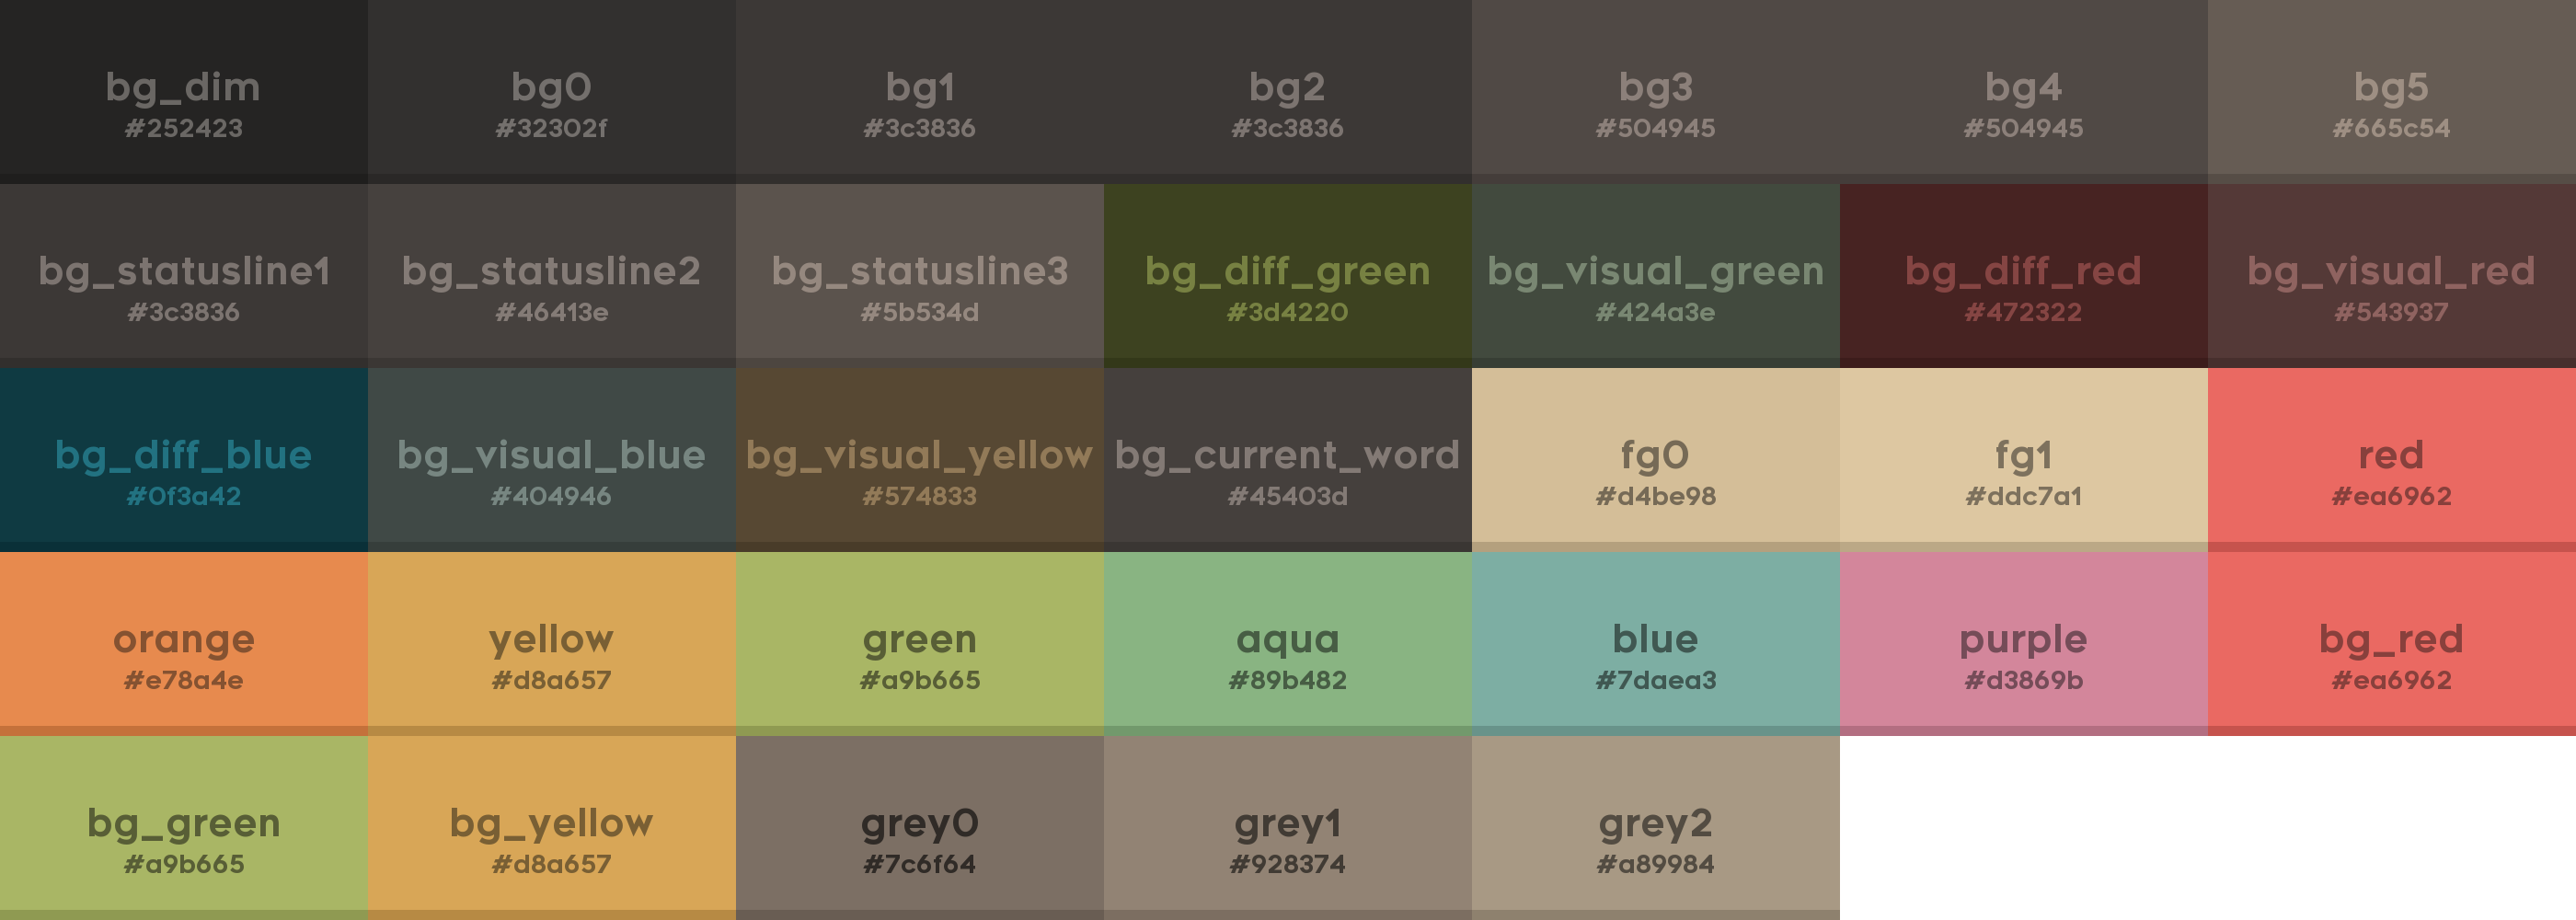 bg_dim
#252423
bg0
#32302f
bg1
#3c3836
bg2
#3c3836
bg3
#504945
bg4
#504945
bg5
#665c54
bg_statusline1
#3c3836
bg_statusline2
#46413e
bg_statusline3
#5b534d
bg_diff_green
#3d4220
bg_visual_green
#424a3e
bg_diff_red
#472322
bg_visual_red
#543937
bg_diff_blue
#0f3a42
bg_visual_blue
#404946
bg_visual_yellow
#574833
bg_current_word
#45403d
fg0
#d4be98
fg1
#ddc7a1
red
#ea6962
orange
#e78a4e
yellow
#d8a657
green
#a9b665
aqua
#89b482
blue
#7daea3
purple
#d3869b
bg_red
#ea6962
bg_green
#a9b665
bg_yellow
#d8a657
grey0
#7c6f64
grey1
#928374
grey2
#a89984